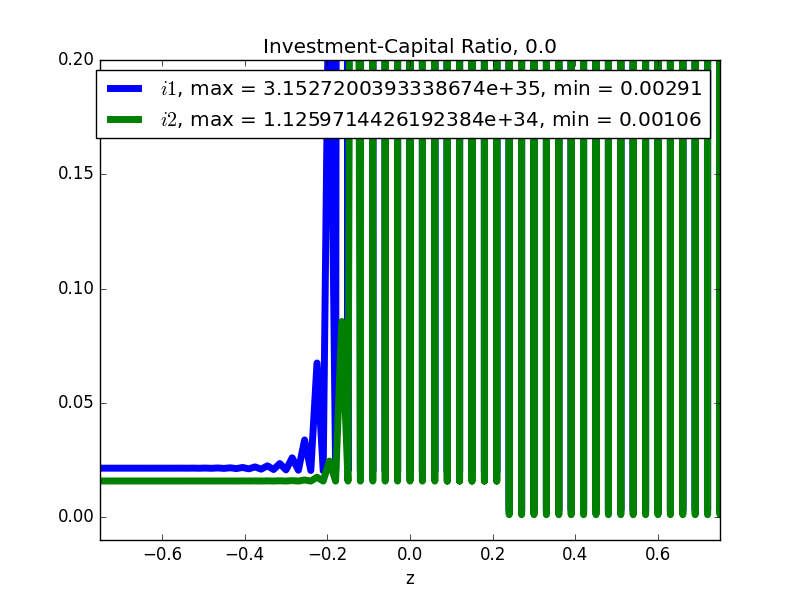 Investment-Capital Ratio, 0.0
0.20
i1, max = 3.1527200393338674e+35, min = 0.00291
i2, max = 1.1259714426192384e+34, min = 0.00106
0.15
0.10
0.05
0.00
−0.6 −0.4 −0.2 0.0 0.2 0.4 0.6
z